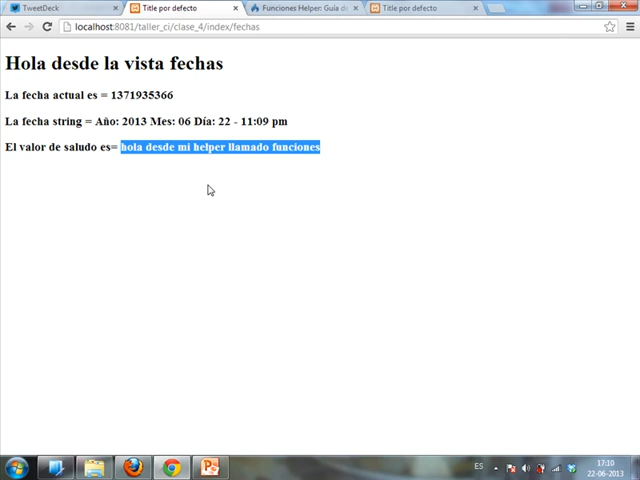 TweetDeck
Title por defecto
Funciones Helper: Guía de
Title por defecto
localhost:8081/taller_ci/clase_4/index/fechas
Hola desde la vista fechas
La fecha actual es = 1371935366
La fecha string = Año: 2013 Mes: 06 Día: 22 - 11:09 pm
El valor de saludo es= hola desde mi helper llamado funciones
ES
17:10
22-06-2013